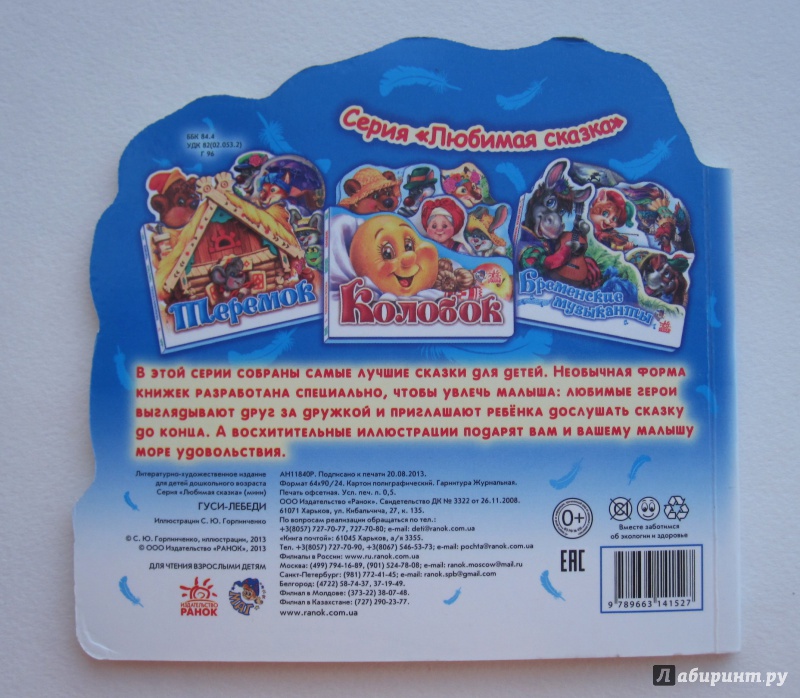 Серия «Любимая сказка»
ББК 84.4
УДК 82(02.053.2)
Г 96
Теремок
Колобок
Бременские
музыканты
В этой серии собраны самые лучшие сказки для детей. Необычная форма
книжек разработана специально, чтобы увлечь малыша: любимые герои
выглядывают друг за дружкой и приглашают ребёнка дослушать сказку
до конца. А восхитительные иллюстрации подарят вам и вашему малышу
море удовольствия.
Литературно-художественное издание
для детей дошкольного возраста
Серия «Любимая сказка» (мини)
ГУСИ-ЛЕБЕДИ
Иллюстрации С. Ю. Горпинченко
© С. Ю. Горпинченко, иллюстрации, 2013
© ООО Издательство «РАНОК», 2013
ДЛЯ ЧТЕНИЯ ВЗРОСЛЫМИ ДЕТЯМ
ИЗДАТЕЛЬСТВО
РАНОК
АН11840Р. Подписано к печати 20.08.2013.
Формат 64х90/24. Картон полиграфический. Гарнитура Журнальная.
Печать офсетная. Усл. печ. л. 0,5.
ООО Издательство «Ранок». Свидетельство ДК № 3322 от 26.11.2008.
61071 Харьков, ул. Кибальчича, 27, к. 135.
По вопросам реализации обращаться по тел.:
+3(8057) 727-70-77, 727-70-80; e-mail: deti@ranok.com.ua
«Книга почтой»: 61045 Харьков, а/я 3355.
Тел. +3(8057) 727-70-90, +3(8067) 546-53-73; e-mail: pochta@ranok.com.ua
Филиалы в России: www.ru.ranok.com.ua
Москва: (499) 794-16-89, (901) 524-78-08; e-mail: ranok.moscow@mail.ru
Санкт-Петербург: (981) 772-41-45; e-mail: ranok.spb@gmail.com
Белгород: (4722) 58-74-37, 37-19-49.
Филиал в Молдове: (373-22) 38-07-48.
Филиал в Казахстане: (727) 290-23-77.
www.ranok.com.ua
0+
Вместе заботимся
об экологии и здоровье
EAC
9 789663 141527
Лабиринт.ру